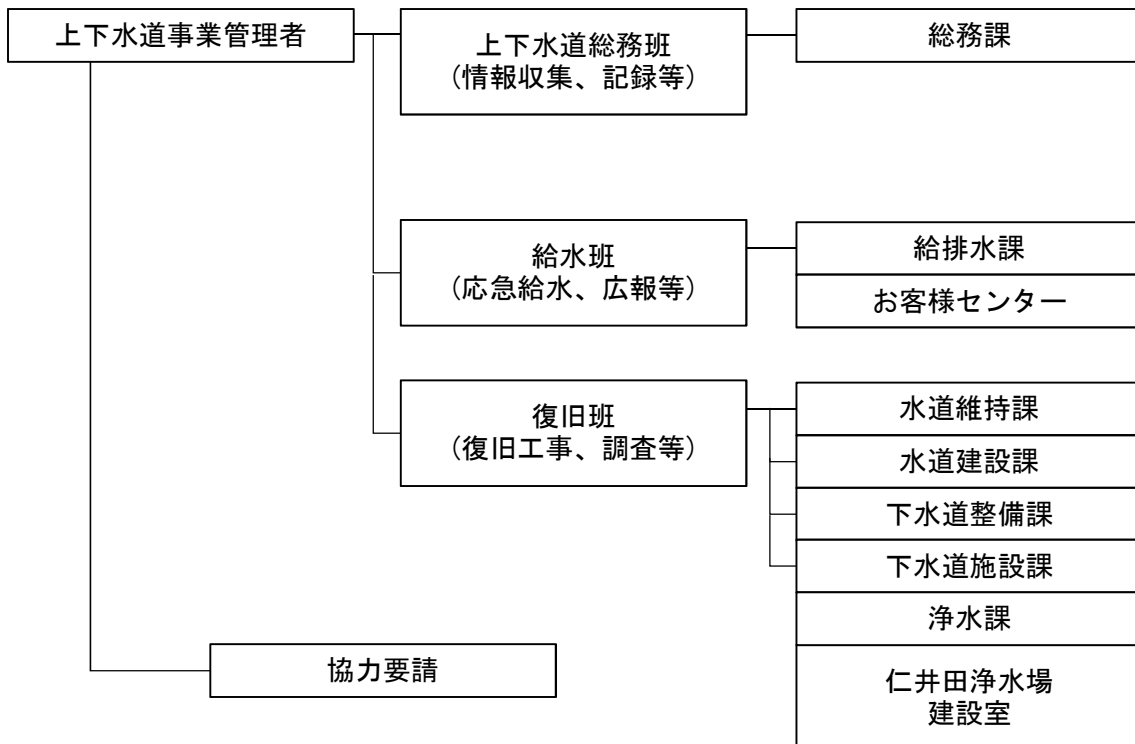 上下水道事業管理者
上下水道総務班
（情報収集、記録等）
総務課
給水班
（応急給水、広報等）
給排水課
お客様センター
復旧班
（復旧工事、調査等）
水道維持課
水道建設課
下水道整備課
下水道施設課
浄水課
仁井田浄水場
建設室
協力要請